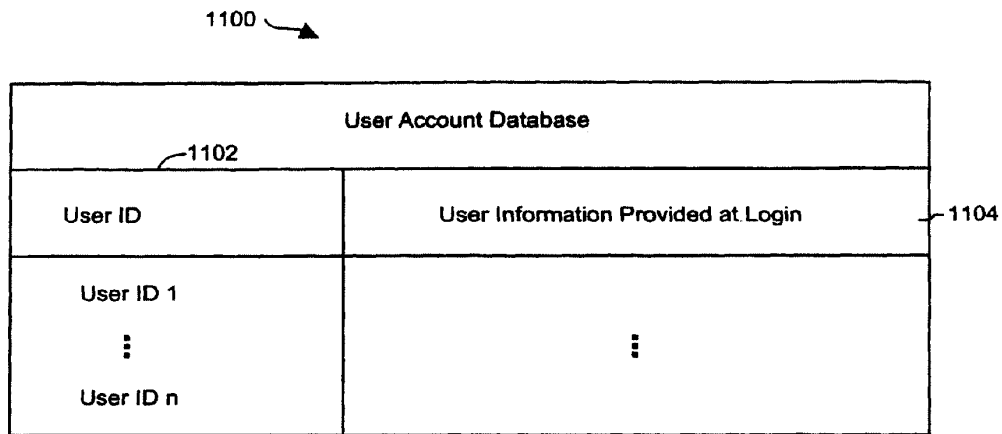 1100
User Account Database
1102
User ID
User Information Provided at Login
1104
User ID 1
User ID n